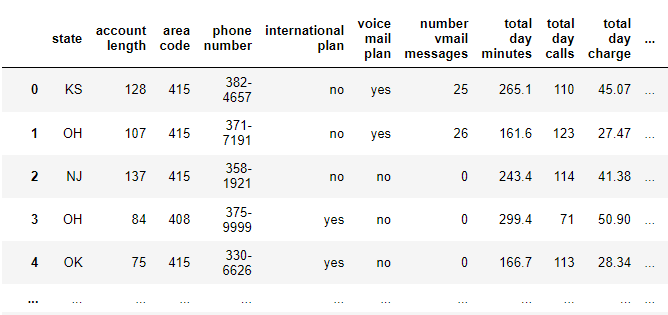 state account length area code phone number international plan voice mail plan number vmail messages total day minutes total day calls total day charge ...
0 KS 128 415 382-4657 no yes 25 265.1 110 45.07 ...
1 OH 107 415 371-7191 no yes 26 161.6 123 27.47 ...
2 NJ 137 415 358-1921 no no 0 243.4 114 41.38 ...
3 OH 84 408 375-9999 yes no 0 299.4 71 50.90 ...
4 OK 75 415 330-6626 yes no 0 166.7 113 28.34 ...
... ... ... ... ... ... ... ... ... ... ... ...